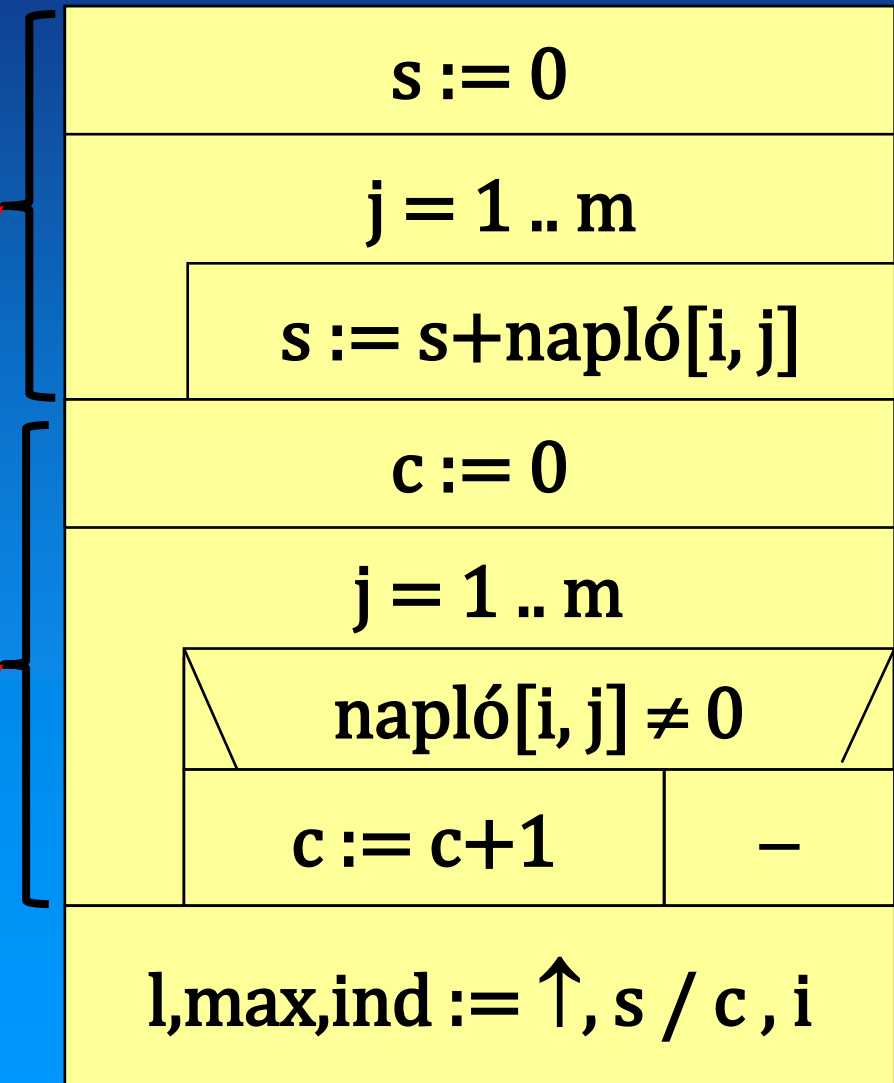 s := 0
j = 1 .. m
s := s+napló[i, j]
c := 0
j = 1 .. m
napló[i, j] ≠ 0
c := c+1 –
l,max,ind := ↑, s / c , i